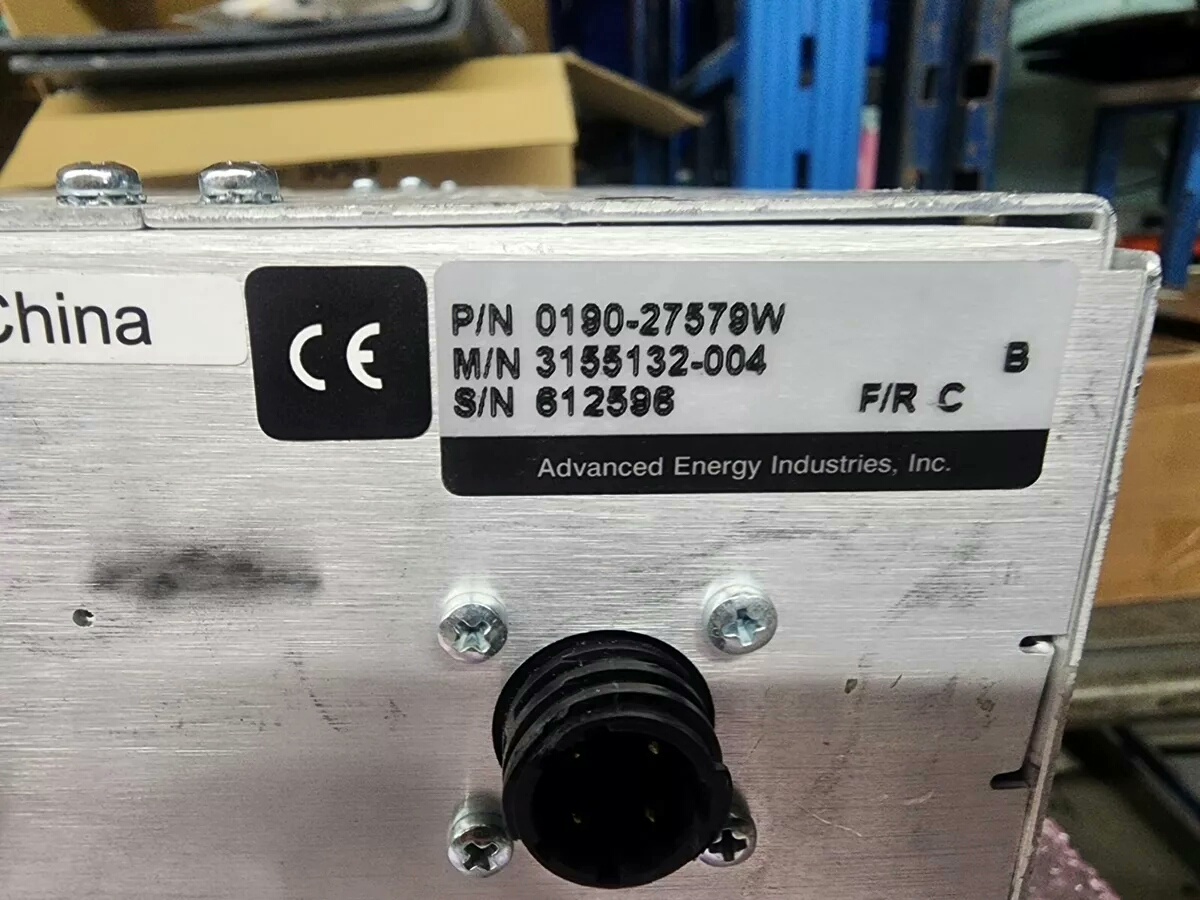 China
CE
P/N 0190-27579W
M/N 3155132-004
B
S/N 612596
F/R C
Advanced Energy Industries, Inc.